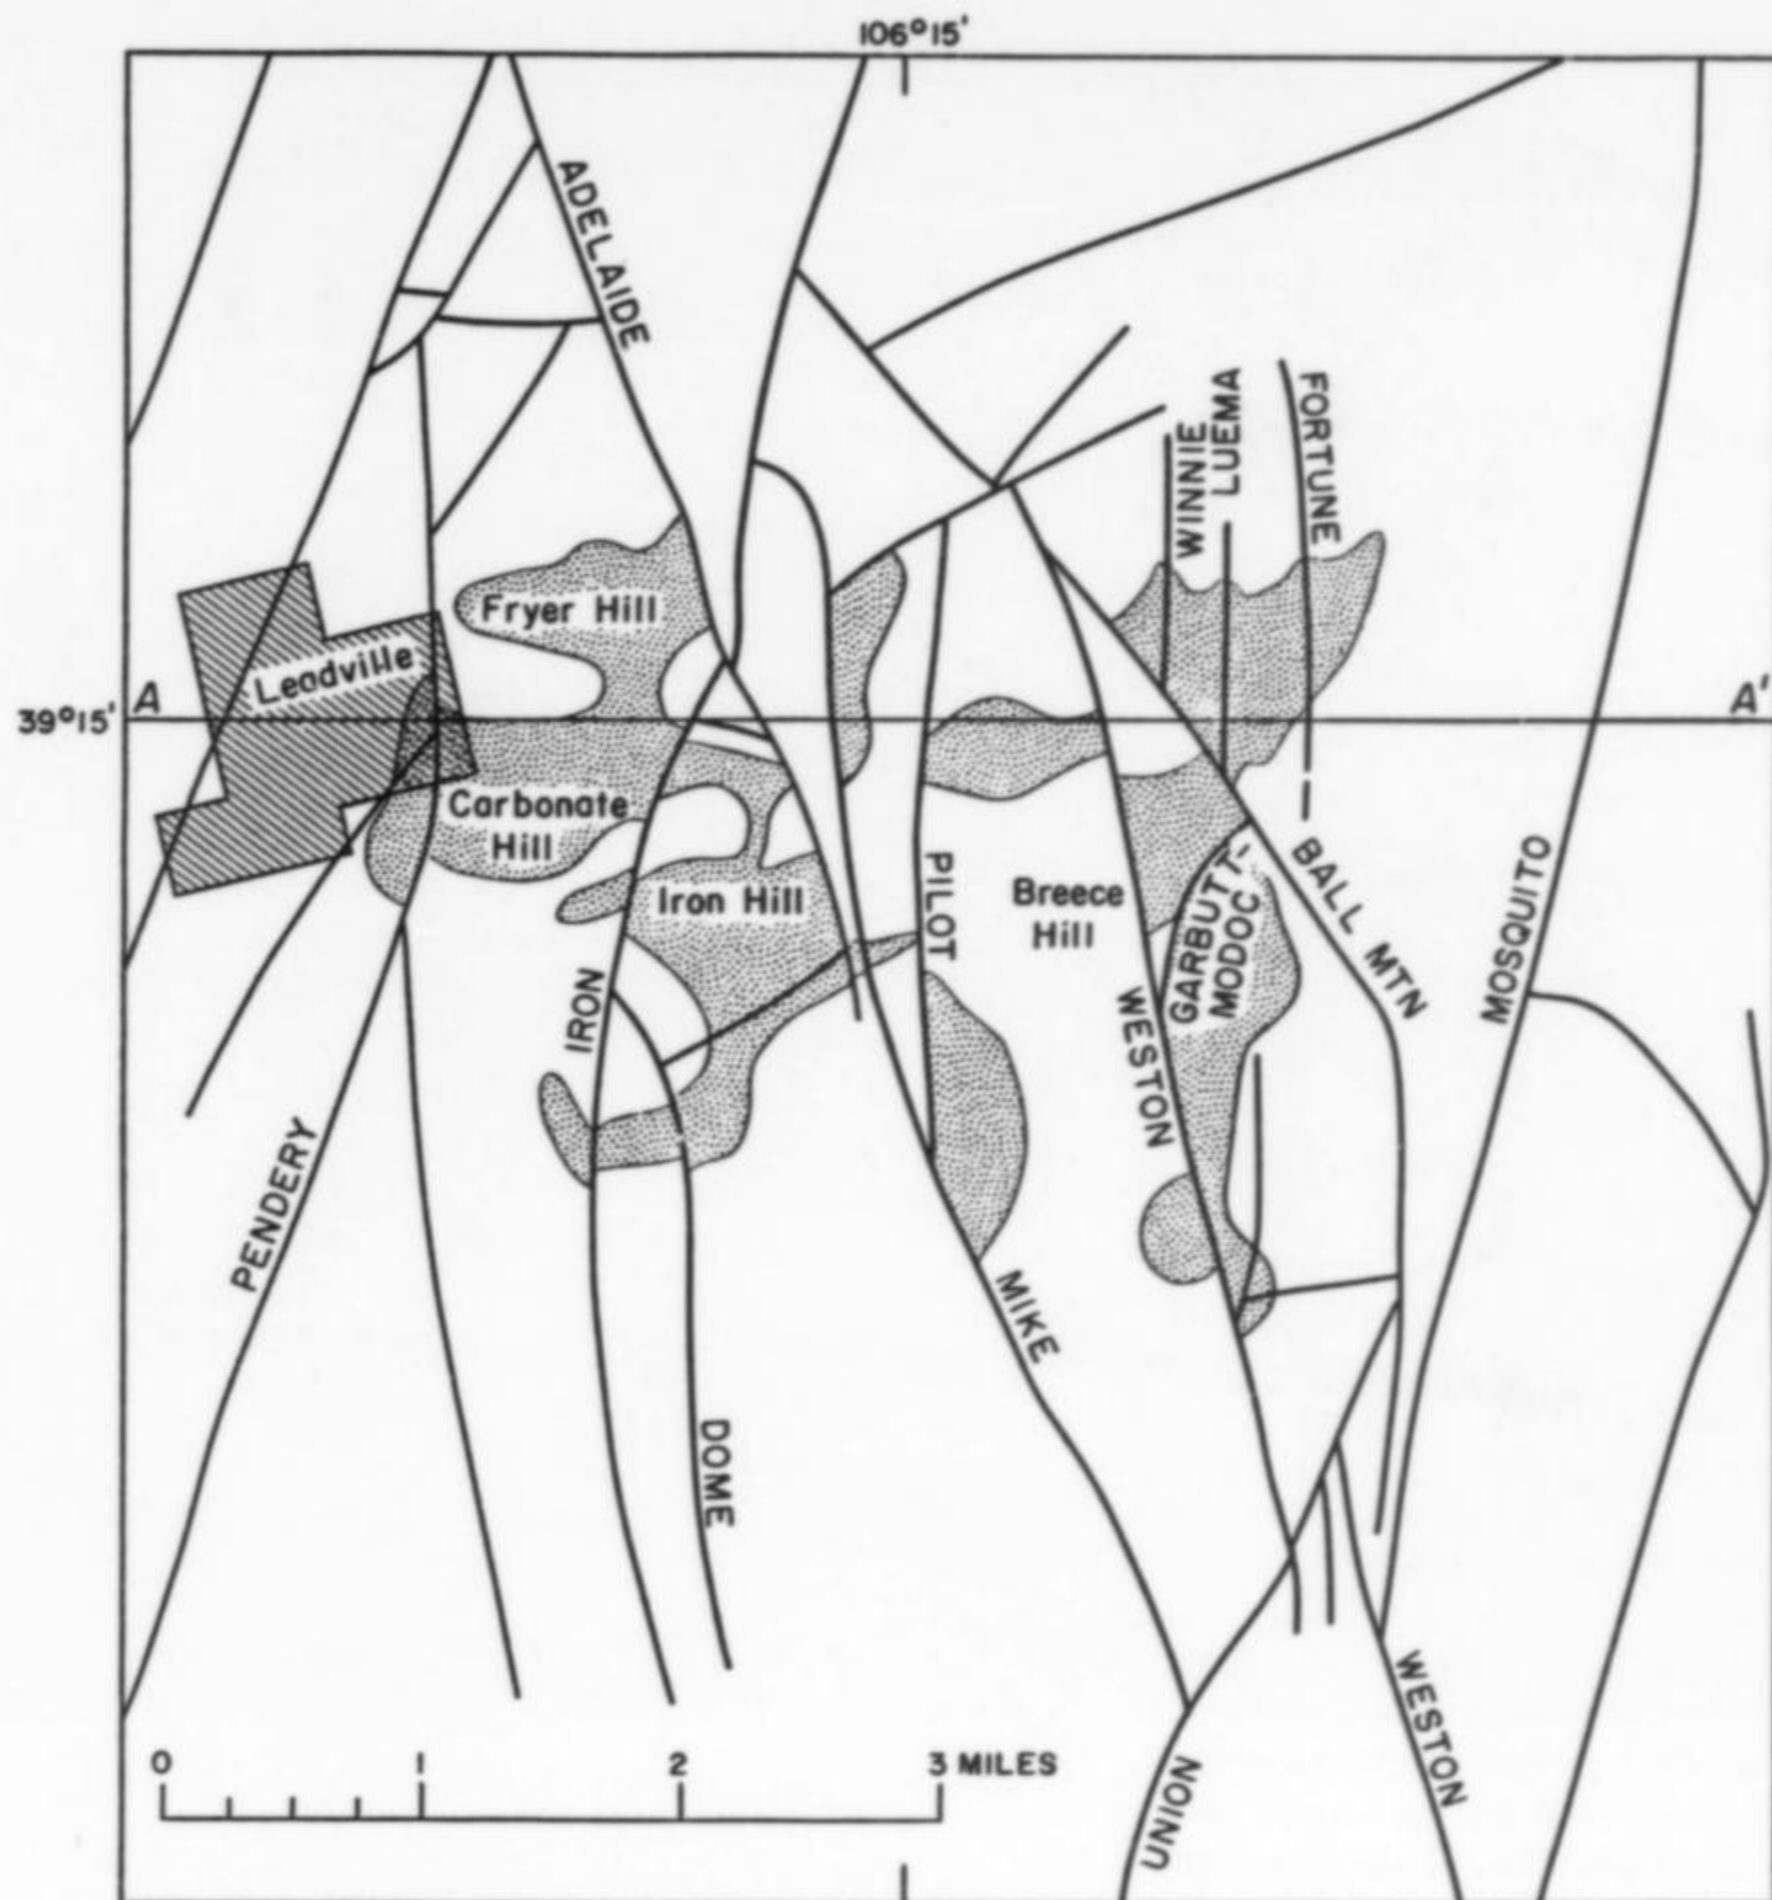 106°15'
ADELAIDE
WINNIE
LUEMA
FORTUNE
Fryer Hill
Leadville
A
A'
39°15'
Carbonate
Hill
Iron Hill
PILOT
Breece
Hill
GARBUTT-
MODOC
BALL MTN
MOSQUITO
IRON
WESTON
PENDERY
MIKE
DOME
WESTON
UNION
0 1 2 3 MILES